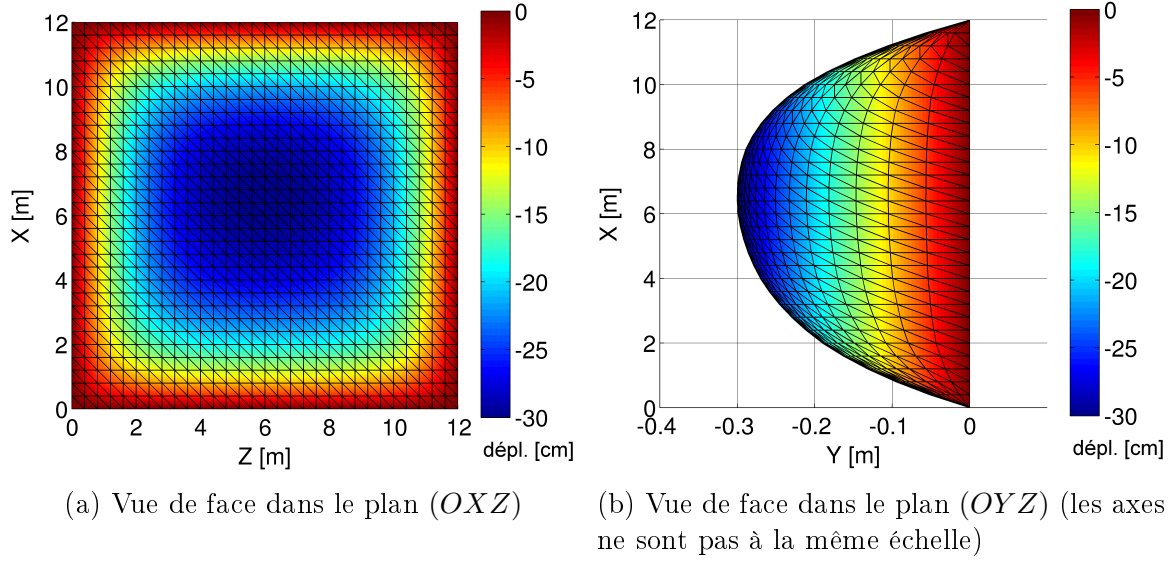 12
10
8
6
4
2
0
X [m]
0 2 4 6 8 10 12
Z [m]
0
-5
-10
-15
-20
-25
-30
dépl. [cm]
12
10
8
6
4
2
0
X [m]
-0.4 -0.3 -0.2 -0.1 0
Y [m]
0
-5
-10
-15
-20
-25
-30
dépl. [cm]
(a) Vue de face dans le plan (OXZ)
(b) Vue de face dans le plan (OYZ) (les axes
ne sont pas à la même échelle)